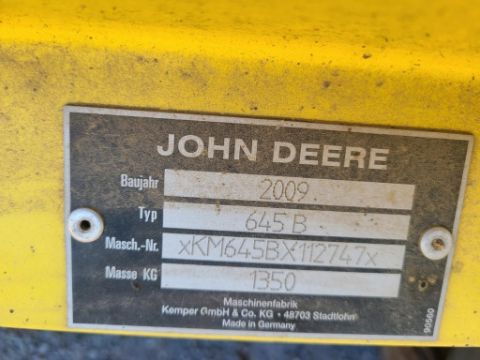 JOHN DEERE
Baujahr 2009
Typ 645 B
Masch.-Nr. xKM645BX112747x
Masse KG 1350
Maschinenfabrik
Kemper GmbH & Co. KG • 48703 Stadtlohn
Made in Germany
90560